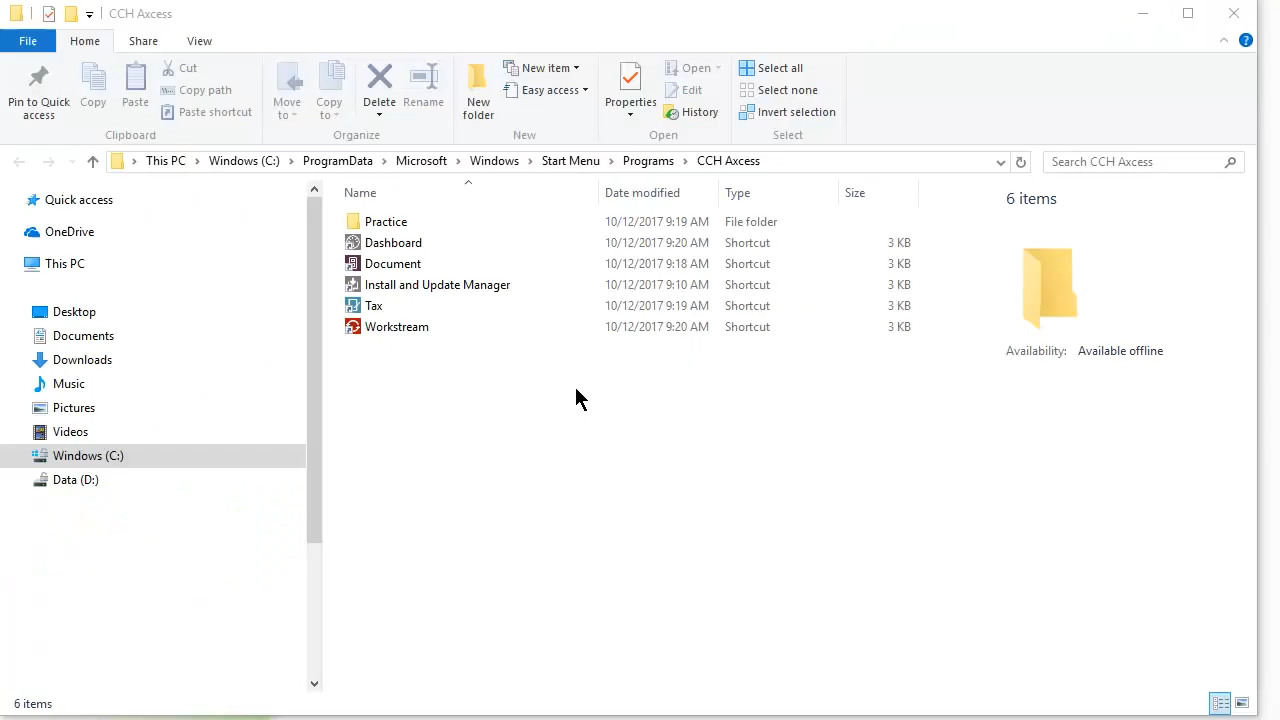 CCH Axcess
File Home Share View
Pin to Quick access
Copy
Paste
Cut
Copy path
Paste shortcut
Clipboard
Move to
Copy to
Delete
Rename
Organize
New folder
New item
Easy access
New
Properties
Open
Edit
History
Open
Select all
Select none
Invert selection
Select
This PC > Windows (C:) > ProgramData > Microsoft > Windows > Start Menu > Programs > CCH Axcess
Search CCH Axcess
Quick access
OneDrive
This PC
Desktop
Documents
Downloads
Music
Pictures
Videos
Windows (C:)
Data (D:)
Name Date modified Type Size
Practice 10/12/2017 9:19 AM File folder
Dashboard 10/12/2017 9:20 AM Shortcut 3 KB
Document 10/12/2017 9:18 AM Shortcut 3 KB
Install and Update Manager 10/12/2017 9:10 AM Shortcut 3 KB
Tax 10/12/2017 9:19 AM Shortcut 3 KB
Workstream 10/12/2017 9:20 AM Shortcut 3 KB
6 items
Availability: Available offline
6 items